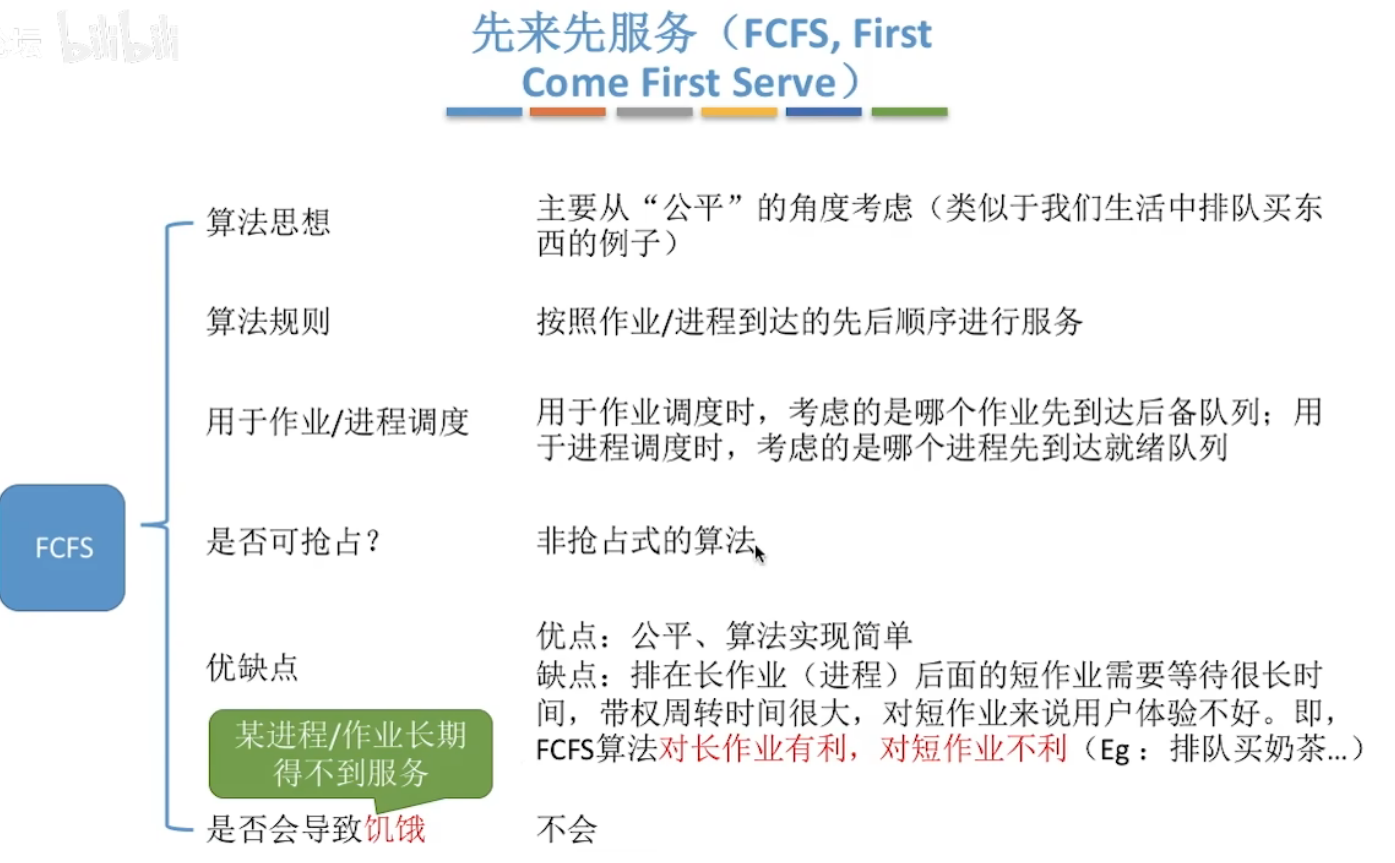 坛 bilibili
先来先服务（FCFS, First
Come First Serve）
算法思想
主要从“公平”的角度考虑（类似于我们生活中排队买东
西的例子）
算法规则
按照作业/进程到达的先后顺序进行服务
用于作业/进程调度
用于作业调度时，考虑的是哪个作业先到达后备队列；用
于进程调度时，考虑的是哪个进程先到达就绪队列
FCFS
是否可抢占？
非抢占式的算法
优缺点
优点：公平、算法实现简单
缺点：排在长作业（进程）后面的短作业需要等待很长时
间，带权周转时间很大，对短作业来说用户体验不好。即，
FCFS算法对长作业有利，对短作业不利（Eg：排队买奶茶…）
某进程/作业长期
得不到服务
是否会导致饥饿
不会